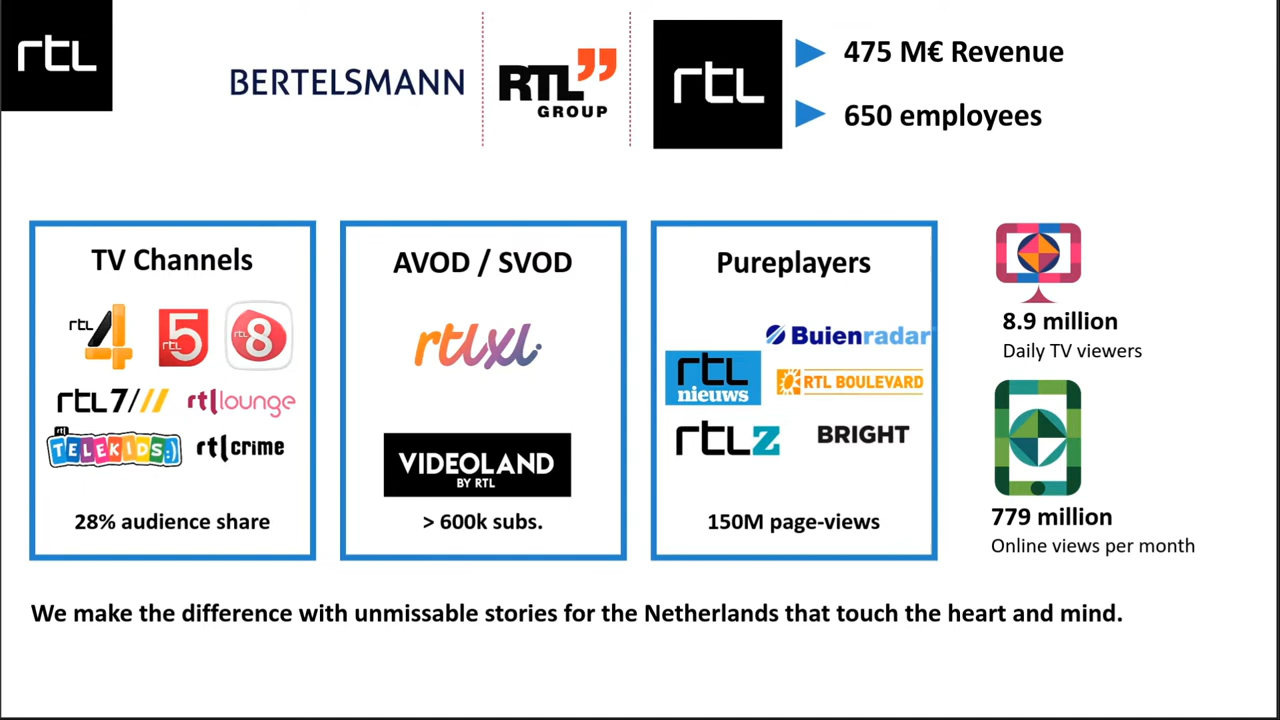 rtl
BERTELSMANN
RTL
GROUP
rtl
475 M€ Revenue
650 employees
TV Channels
rtl 4
rtl 5
rtl 8
rtl 7
rtl lounge
rtl
TELEKIDS:)
rtl crime
28% audience share
AVOD / SVOD
rtlxl.
VIDEOLAND
BY RTL
> 600k subs.
Pureplayers
Buienradar
rtl
nieuws
RTL BOULEVARD
rtl z
BRIGHT
150M page-views
8.9 million
Daily TV viewers
779 million
Online views per month
We make the difference with unmissable stories for the Netherlands that touch the heart and mind.